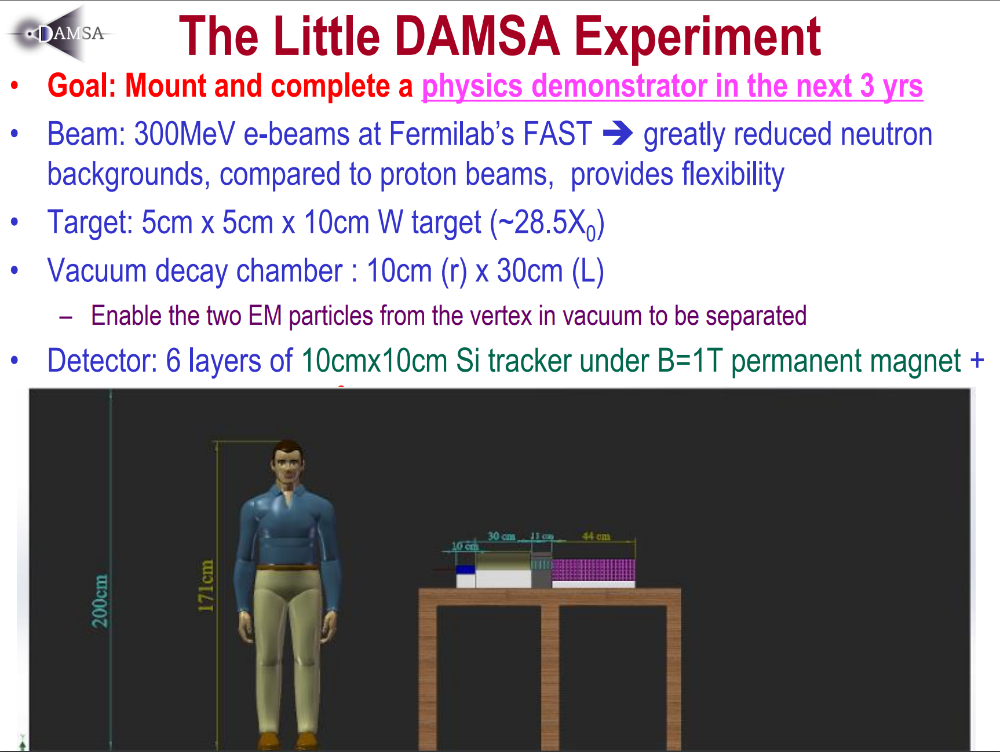 DAMSA
The Little DAMSA Experiment
• Goal: Mount and complete a physics demonstrator in the next 3 yrs
• Beam: 300MeV e-beams at Fermilab’s FAST ➔ greatly reduced neutron
backgrounds, compared to proton beams, provides flexibility
• Target: 5cm x 5cm x 10cm W target (~28.5X₀)
• Vacuum decay chamber : 10cm (r) x 30cm (L)
– Enable the two EM particles from the vertex in vacuum to be separated
• Detector: 6 layers of 10cmx10cm Si tracker under B=1T permanent magnet +
200cm
171cm
10 cm
30 cm
cm
44 cm